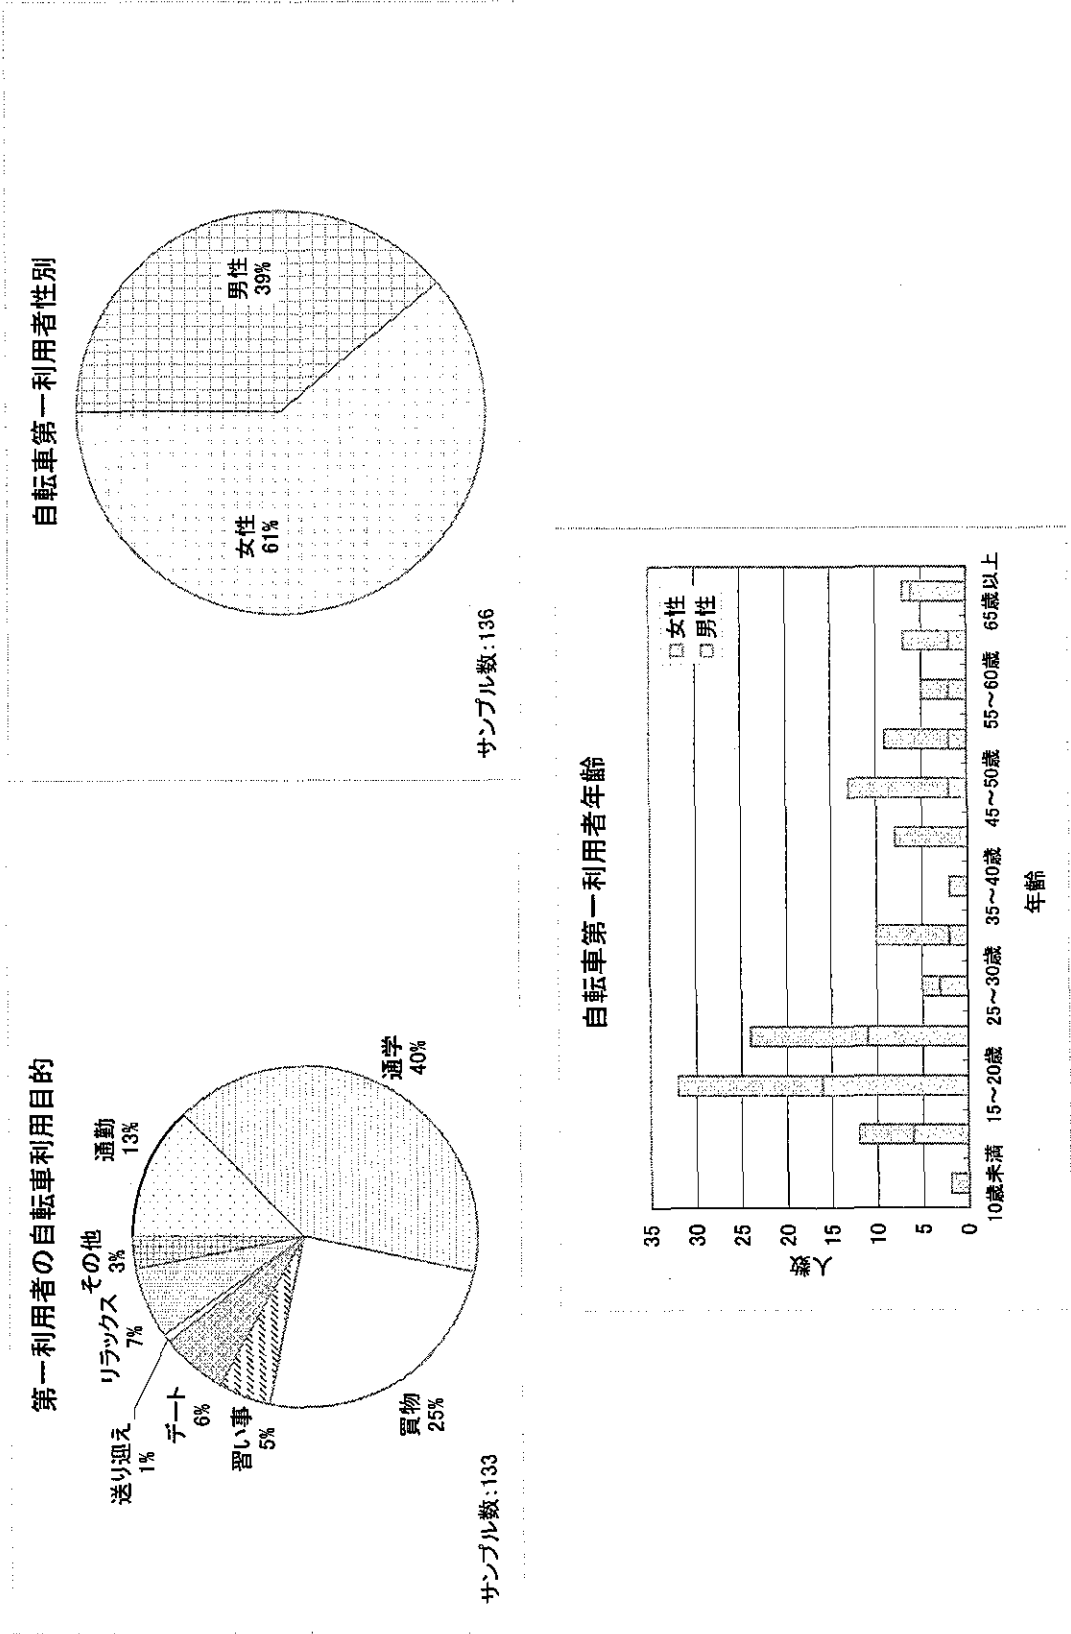 第一利用者の自転車利用目的
通勤
13%
通学
40%
買物
25%
習い事
5%
デート
6%
送り迎え
1%
リラックス
7%
その他
3%
サンプル数:133
自転車第一利用者性別
男性
39%
女性
61%
サンプル数:136
自転車第一利用者年齢
人数
35
30
25
20
15
10
5
0
女性
男性
10歳未満 15～20歳 25～30歳 35～40歳 45～50歳 55～60歳 65歳以上
年齢